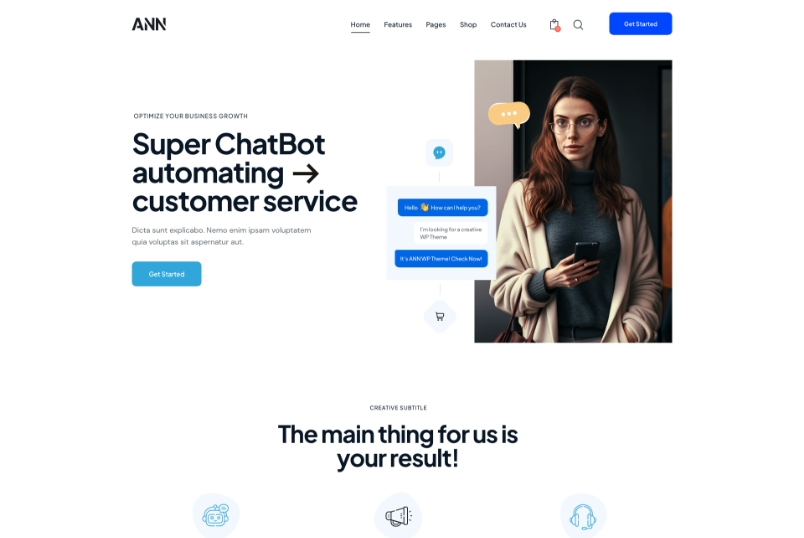 ANN
Home Features Pages Shop Contact Us
Get Started
OPTIMIZE YOUR BUSINESS GROWTH
Super ChatBot
automating →
customer service
Dicta sunt explicabo. Nemo enim ipsam voluptatem
quia voluptas sit aspernatur aut.
Get Started
Hello 👋 How can I help you?
I'm looking for a creative
WP Theme
It's ANN WP Theme! Check Now!
CREATIVE SUBTITLE
The main thing for us is
your result!